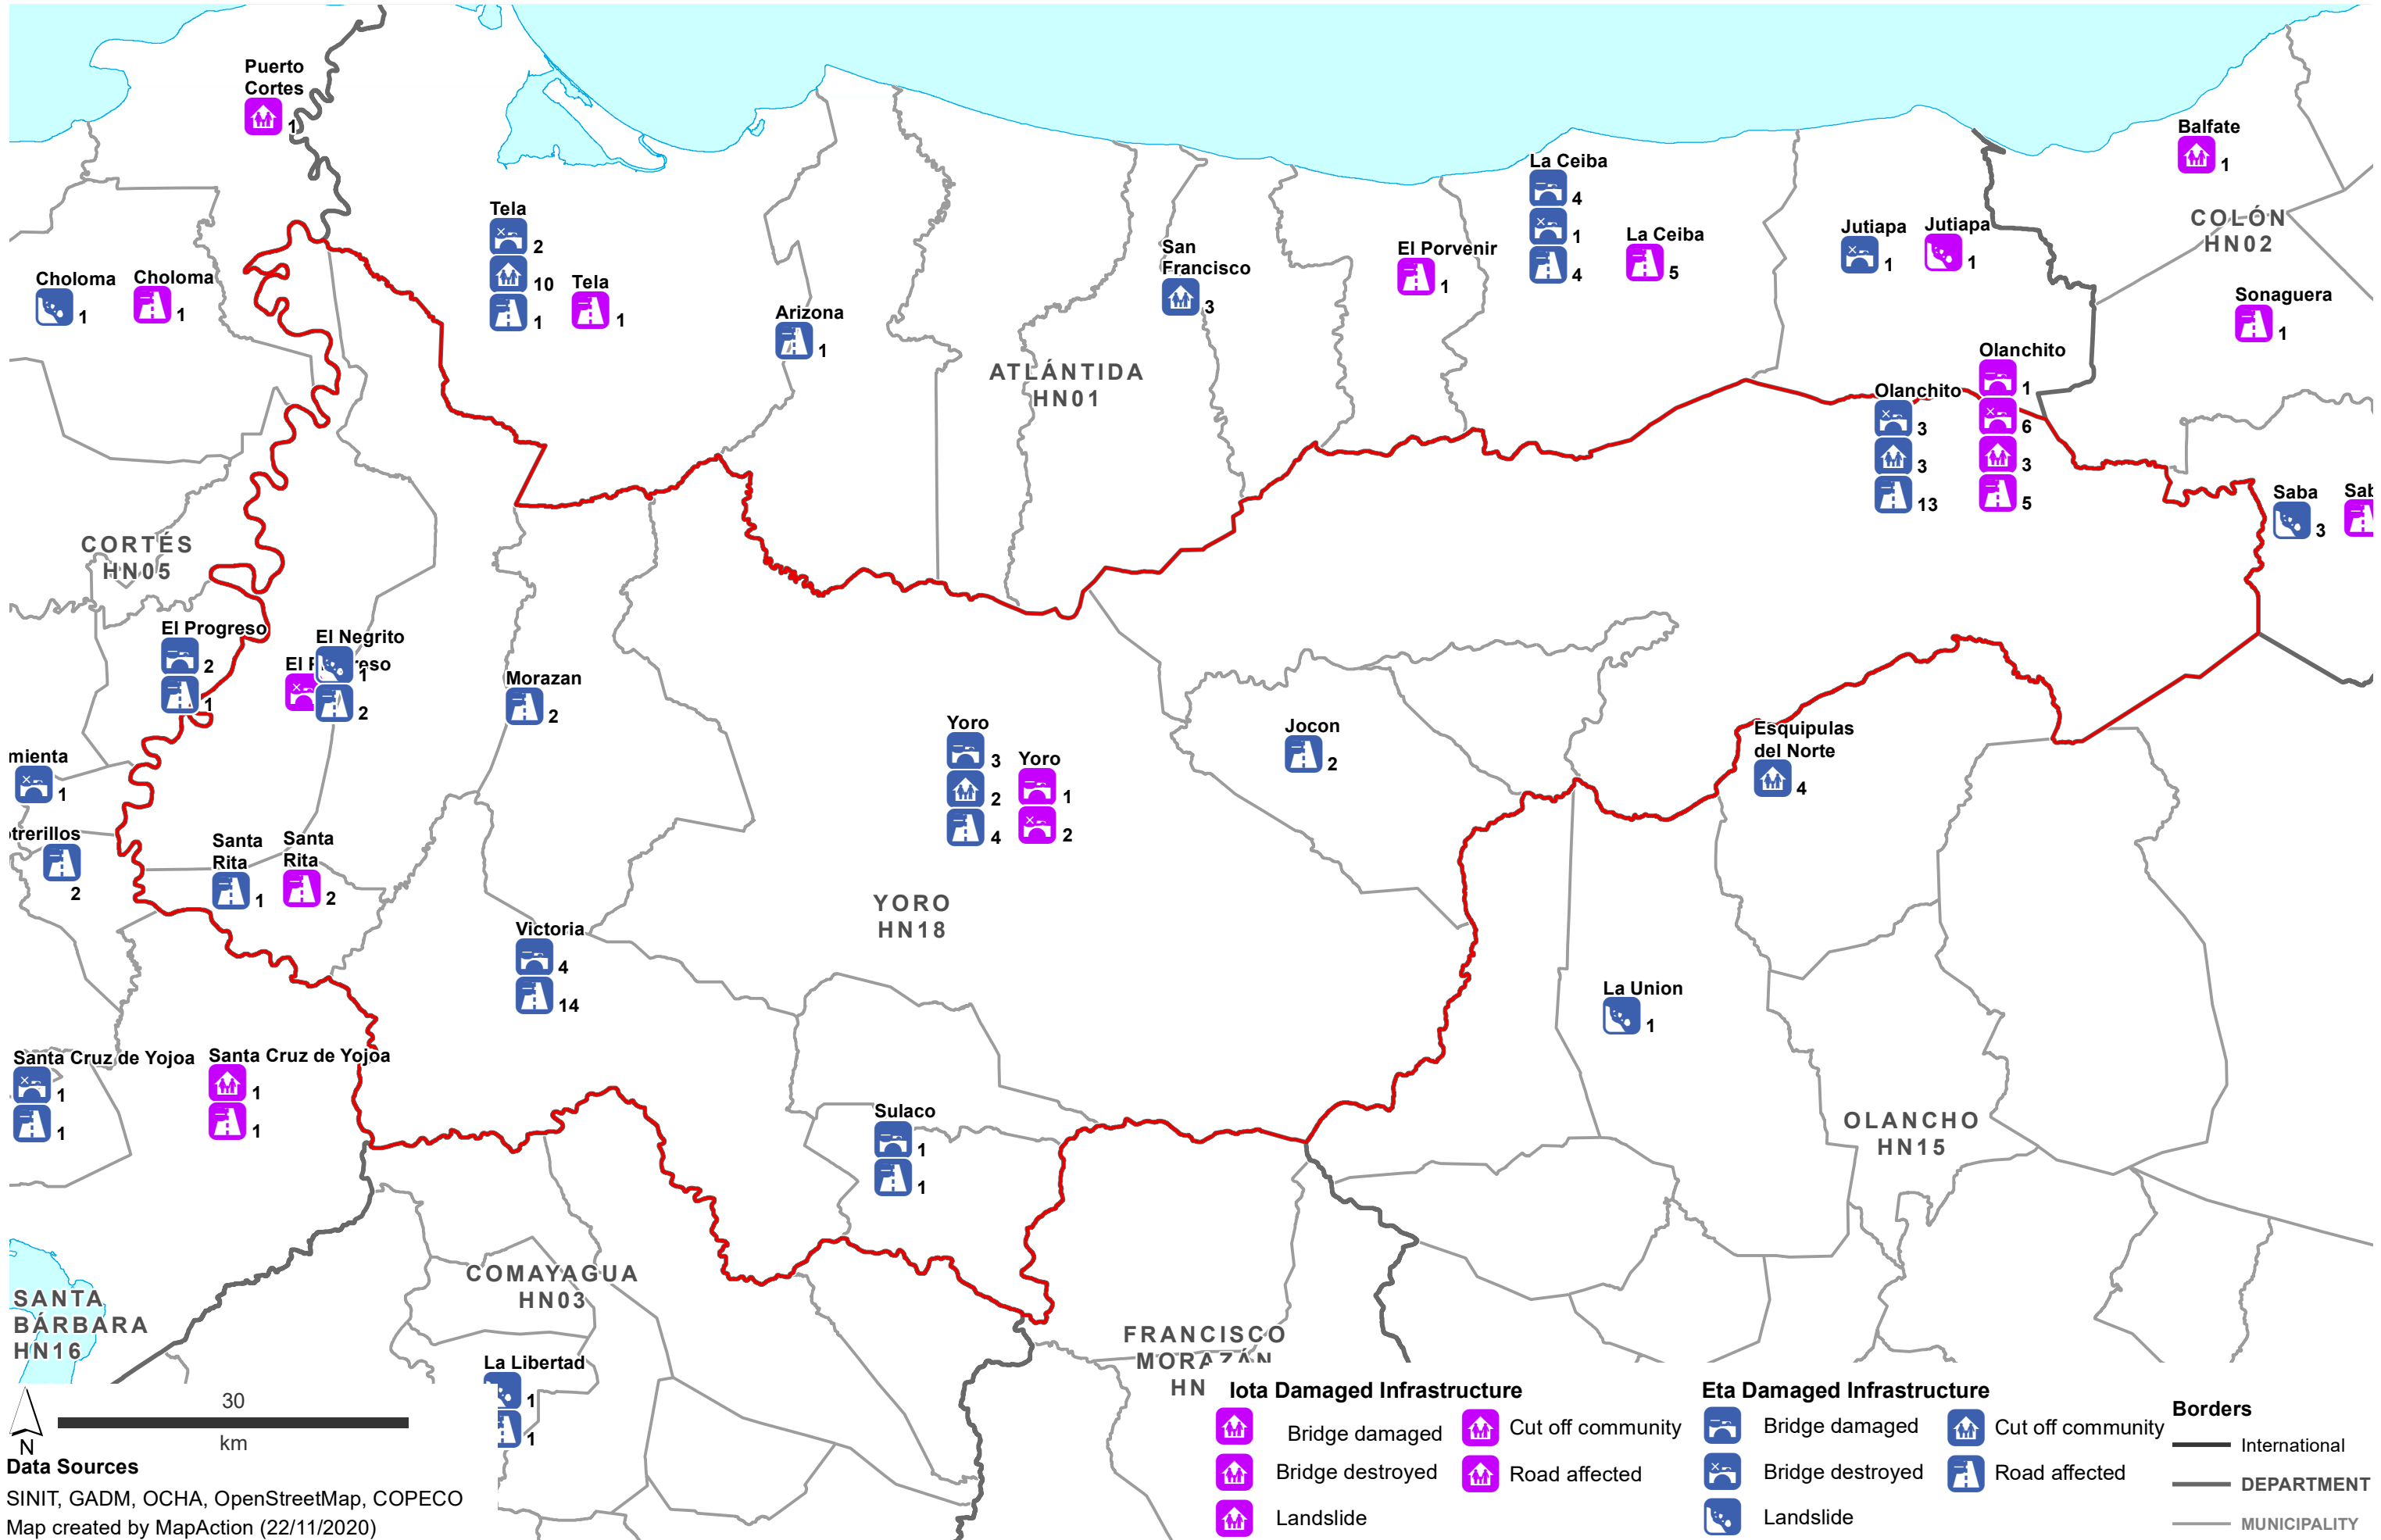 Puerto
Cortes
1
Balfate
1
COLÓN
HN02
La Ceiba
4
1
4
La Ceiba
5
Tela
2
10
1
Tela
1
Jutiapa
1
Jutiapa
1
San
Francisco
3
El Porvenir
1
Choloma
1
Choloma
1
Arizona
1
Sonaguera
1
ATLÁNTIDA
HN01
Olanchito
1
6
3
5
Olanchito
3
3
13
Saba
3
CORTÉS
HN05
El Progreso
2
1
El Negrito
1
2
Morazan
2
Yoro
3
2
4
Yoro
1
2
Jocon
2
Esquipulas
del Norte
4
mienta
1
trerillos
2
Santa
Rita
1
Santa
Rita
2
YORO
HN18
Victoria
4
14
La Union
1
Santa Cruz de Yojoa
1
1
Santa Cruz de Yojoa
1
1
Sulaco
1
1
OLANCHO
HN15
COMAYAGUA
HN03
SANTA
BÁRBARA
HN16
FRANCISCO
MORAZÁN
HN
La Libertad
1
1
30
km
N
Data Sources
SINIT, GADM, OCHA, OpenStreetMap, COPECO
Map created by MapAction (22/11/2020)
Iota Damaged Infrastructure
Bridge damaged
Cut off community
Bridge destroyed
Road affected
Landslide
Eta Damaged Infrastructure
Bridge damaged
Cut off community
Bridge destroyed
Road affected
Landslide
Borders
International
DEPARTMENT
MUNICIPALITY